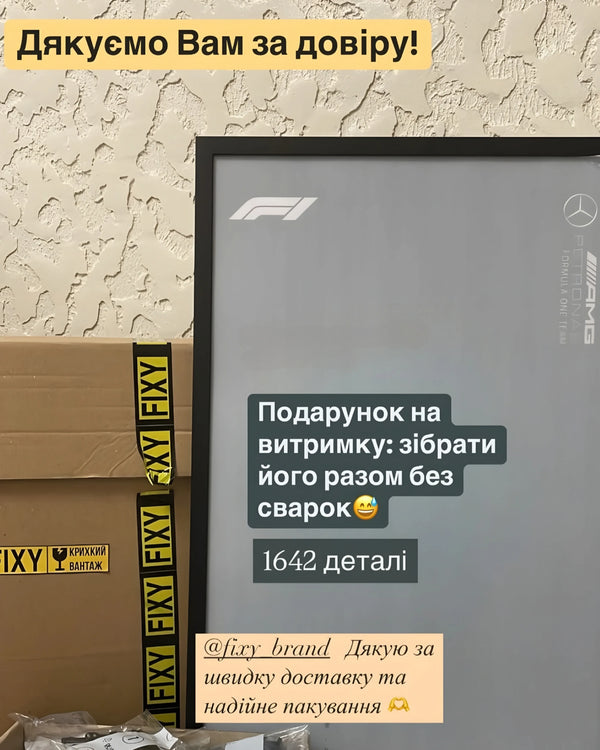 Дякуємо Вам за довіру!
F1
PETRONAS
AMG
FORMULA ONE TEAM
FIXY
FIXY
FIXY
FIXY
FIXY
FIXY
КРИХКИЙ
ВАНТАЖ
Подарунок на
витримку: зібрати
його разом без
сварок😅
1642 деталі
@fixy_brand Дякую за
швидку доставку та
надійне пакування 🫶